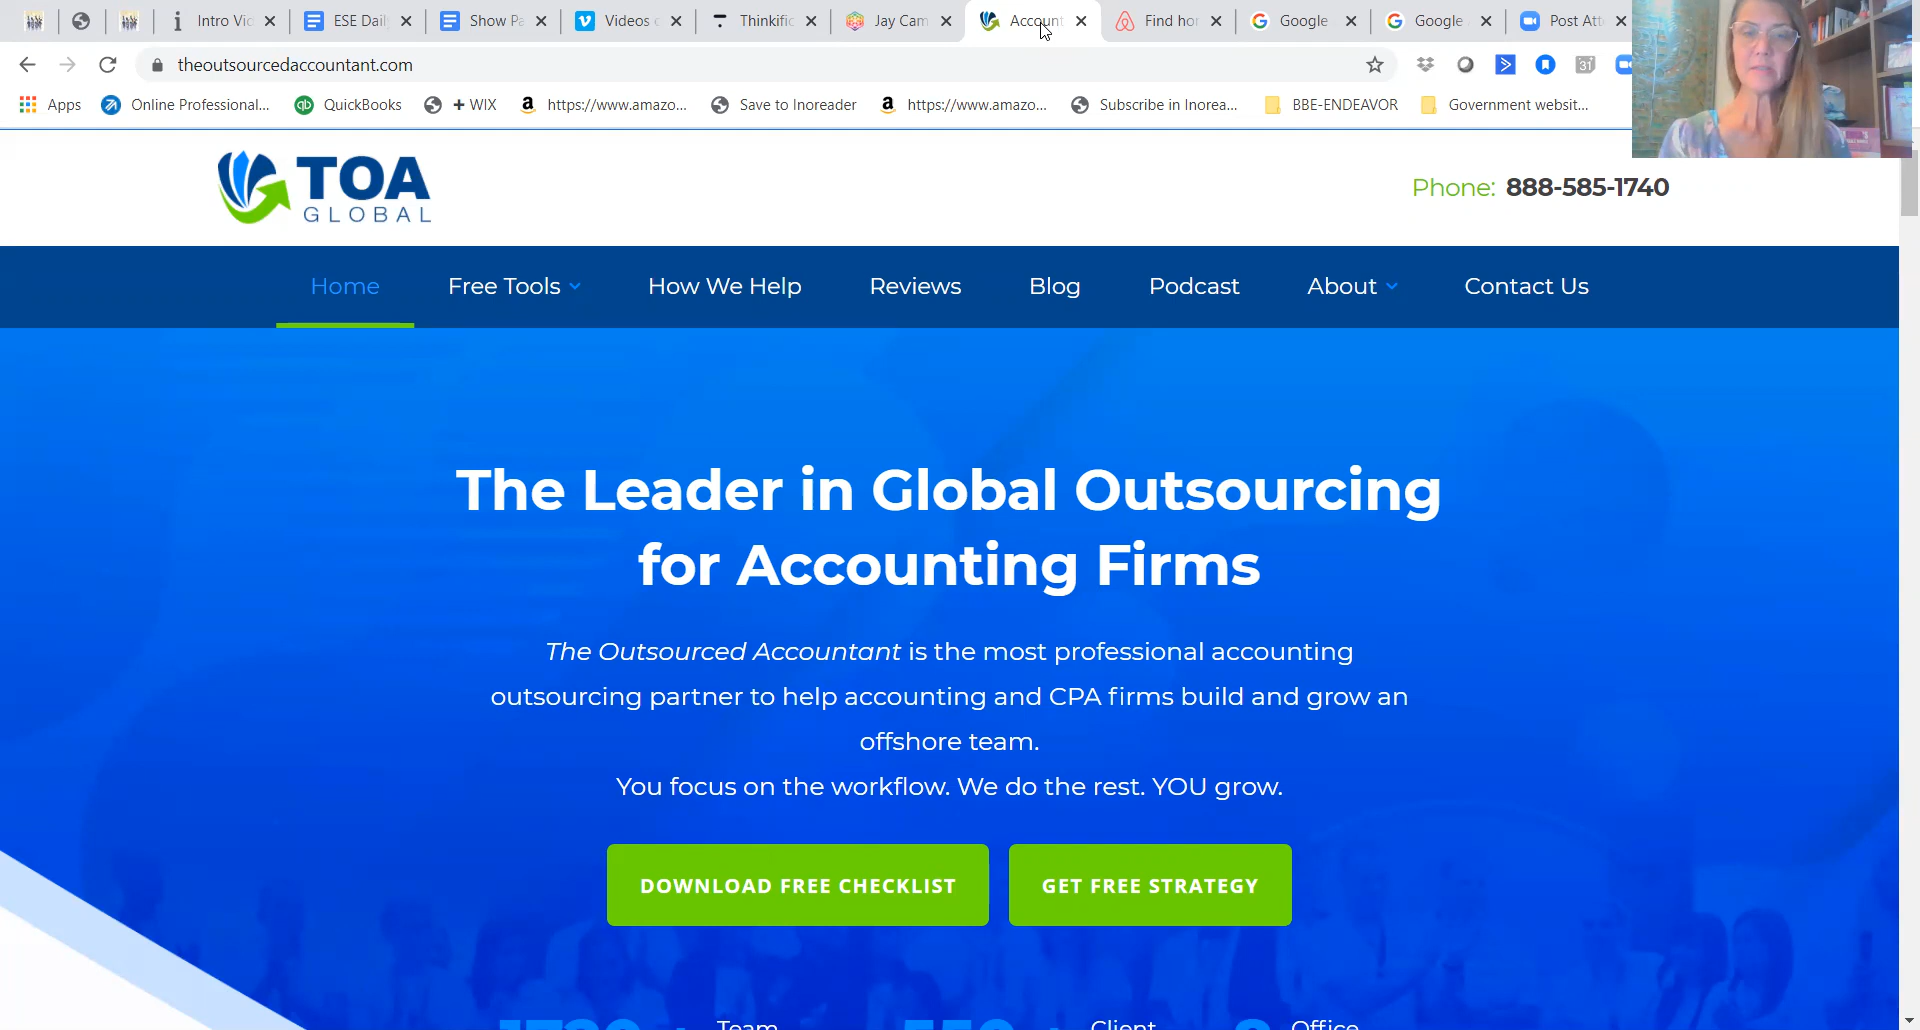 Intro Vid
ESE Dail
Show Pa
Videos
Thinkific
Jay Cam
Account
Find hor
Google
Google
Post Att
theoutsourcedaccountant.com
Apps
Online Professional...
QuickBooks
+ WIX
https://www.amazo...
Save to Inoreader
https://www.amazo...
Subscribe in Inorea...
BBE-ENDEAVOR
Government websit...
TOA
GLOBAL
Phone: 888-585-1740
Home
Free Tools
How We Help
Reviews
Blog
Podcast
About
Contact Us
The Leader in Global Outsourcing
for Accounting Firms
The Outsourced Accountant is the most professional accounting
outsourcing partner to help accounting and CPA firms build and grow an
offshore team.
You focus on the workflow. We do the rest. YOU grow.
DOWNLOAD FREE CHECKLIST
GET FREE STRATEGY
Team
Client
Office